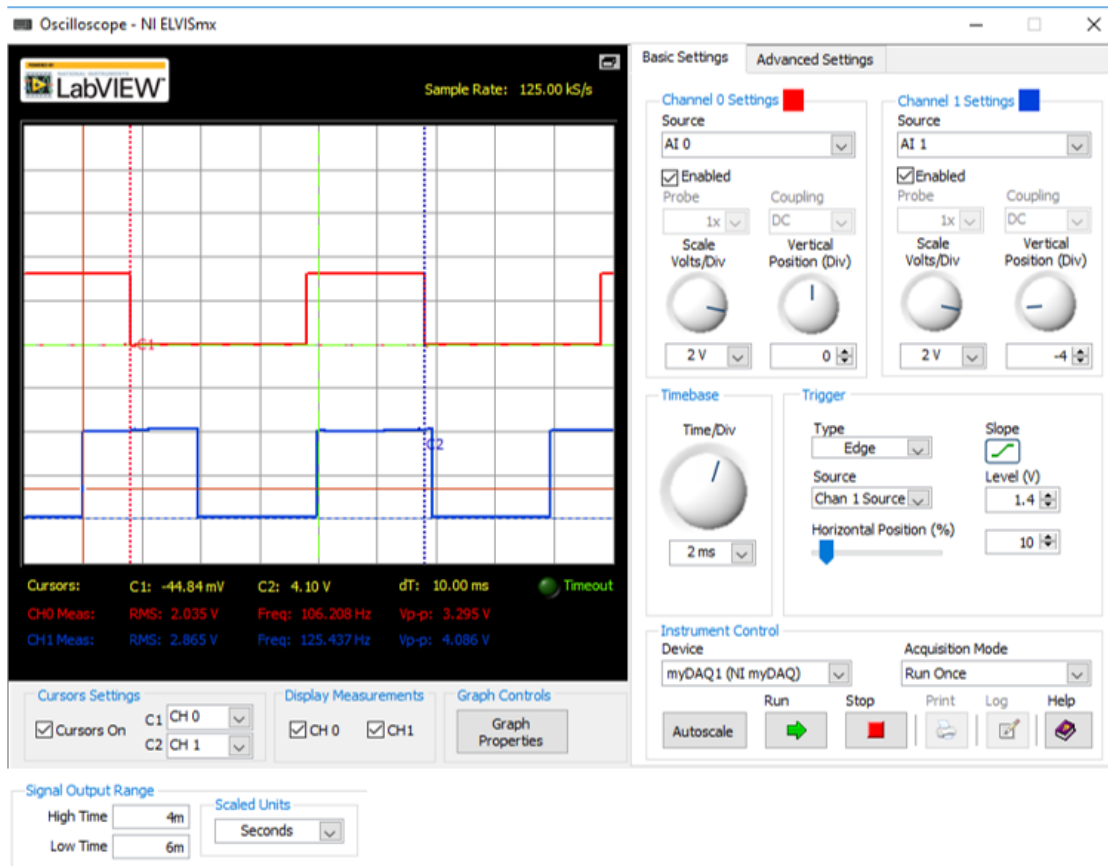 Oscilloscope - NI ELVISmx
POWERED BY
NATIONAL INSTRUMENTS
LabVIEW™
Sample Rate: 125.00 kS/s
C1
C2
Cursors: C1: -44.84 mV C2: 4.10 V dT: 10.00 ms Timeout
CH0 Meas: RMS: 2.035 V Freq: 106.208 Hz Vp-p: 3.295 V
CH1 Meas: RMS: 2.865 V Freq: 125.437 Hz Vp-p: 4.086 V
Cursors Settings
Cursors On
C1 CH 0
C2 CH 1
Display Measurements
CH 0 CH1
Graph Controls
Graph
Properties
Basic Settings Advanced Settings
Channel 0 Settings
Source
AI 0
Enabled
Probe Coupling
1x DC
Scale Vertical
Volts/Div Position (Div)
2 V 0
Channel 1 Settings
Source
AI 1
Enabled
Probe Coupling
1x DC
Scale Vertical
Volts/Div Position (Div)
2 V -4
Timebase
Time/Div
2 ms
Trigger
Type Slope
Edge
Source Level (V)
Chan 1 Source 1.4
Horizontal Position (%)
10
Instrument Control
Device Acquisition Mode
myDAQ1 (NI myDAQ) Run Once
Run Stop Print Log Help
Autoscale
Signal Output Range
High Time 4m
Low Time 6m
Scaled Units
Seconds